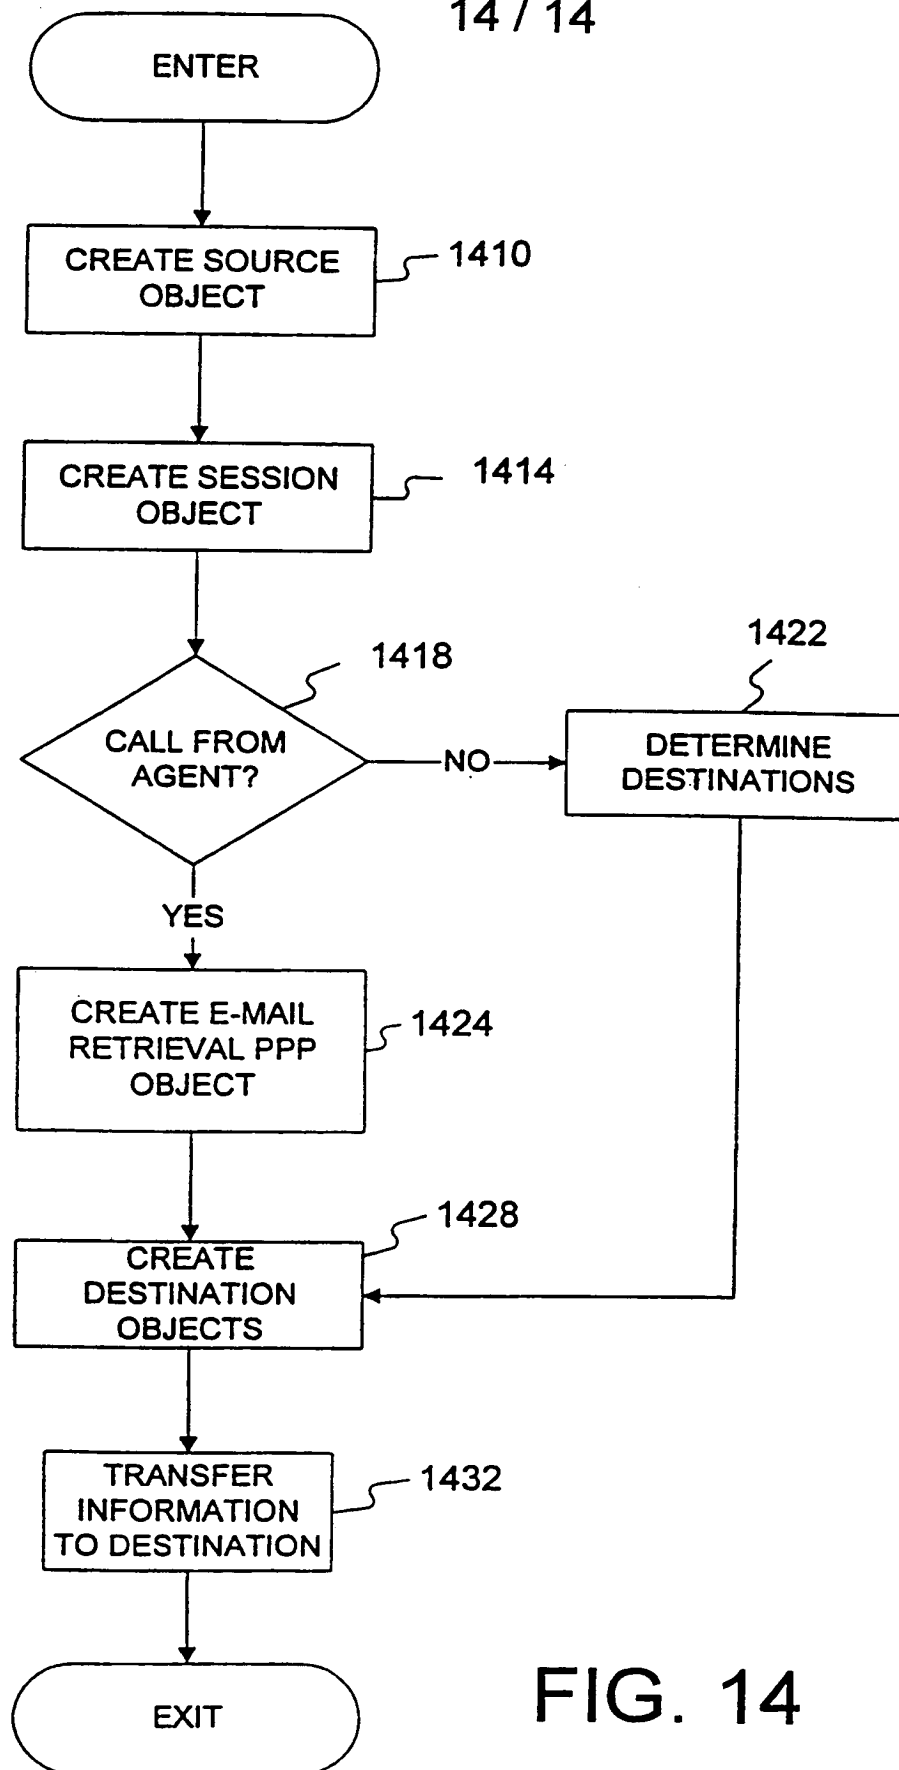 14 / 14
ENTER
CREATE SOURCE
OBJECT
1410
CREATE SESSION
OBJECT
1414
CALL FROM
AGENT?
1418
NO
1422
DETERMINE
DESTINATIONS
YES
CREATE E-MAIL
RETRIEVAL PPP
OBJECT
1424
CREATE
DESTINATION
OBJECTS
1428
TRANSFER
INFORMATION
TO DESTINATION
1432
EXIT
FIG. 14